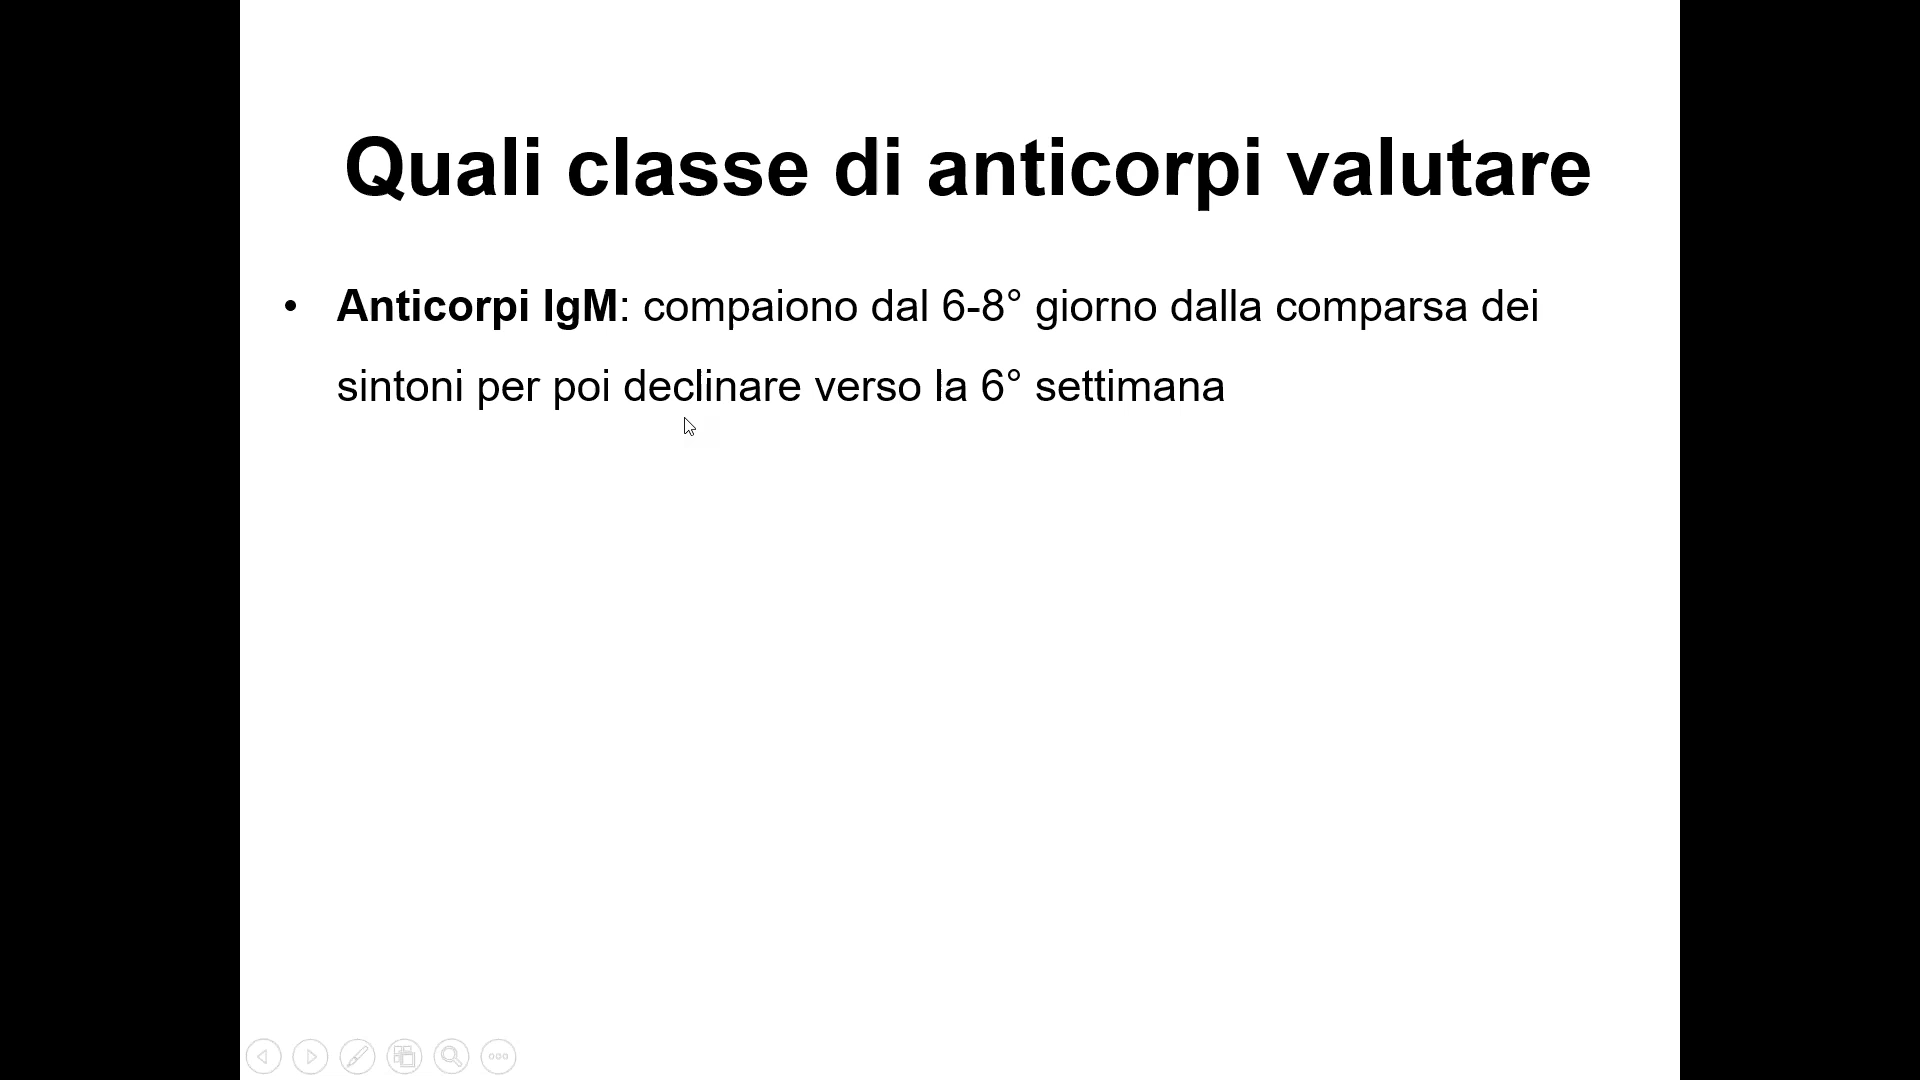 Quali classe di anticorpi valutare
• Anticorpi IgM: compaiono dal 6-8° giorno dalla comparsa dei
sintoni per poi declinare verso la 6° settimana